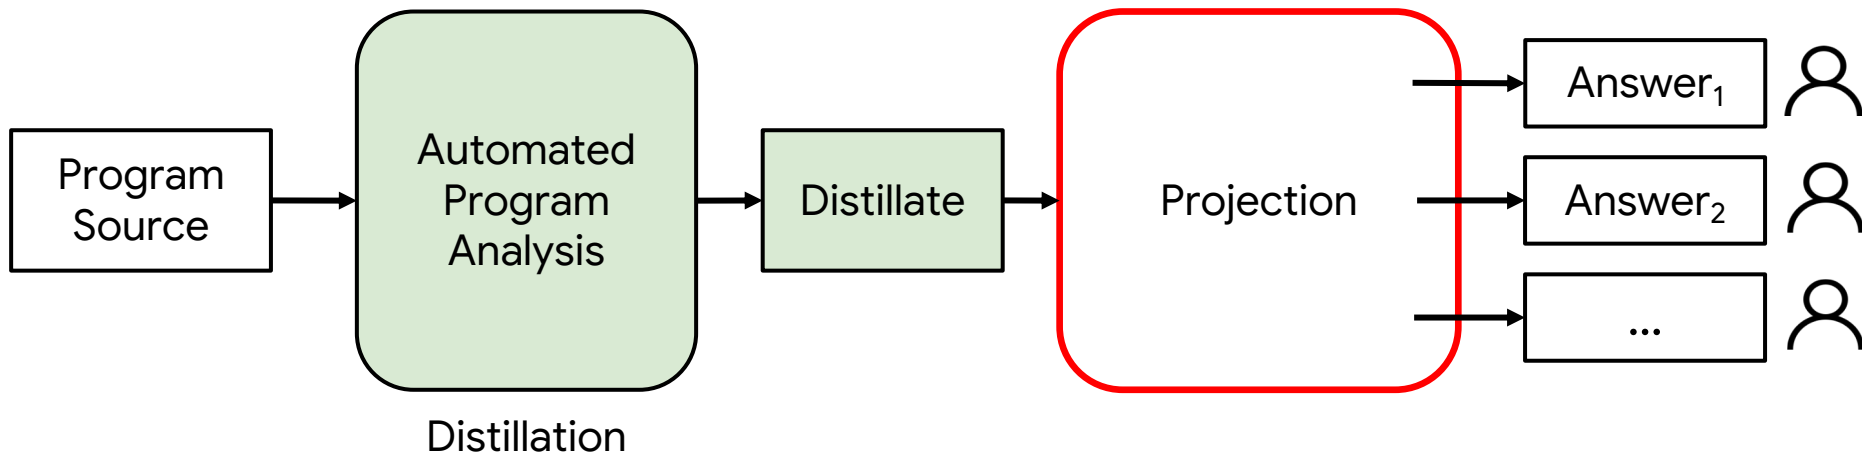 Program
Source
Automated
Program
Analysis
Distillation
Distillate
Projection
Answer₁
Answer₂
...